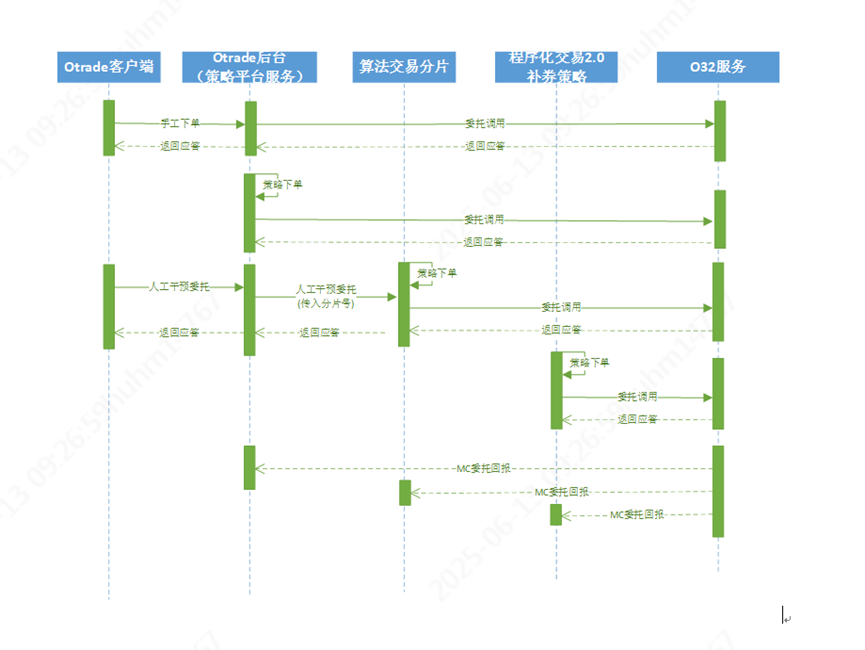 Otrade客户端
Otrade后台
（策略平台服务）
算法交易分片
程序化交易2.0
补券策略
O32服务
手工下单
委托调用
返回应答
返回应答
策略下单
委托调用
返回应答
人工干预委托
人工干预委托
(传入分片号)
策略下单
委托调用
返回应答
返回应答
返回应答
策略下单
委托调用
返回应答
MC委托回报
MC委托回报
MC委托回报